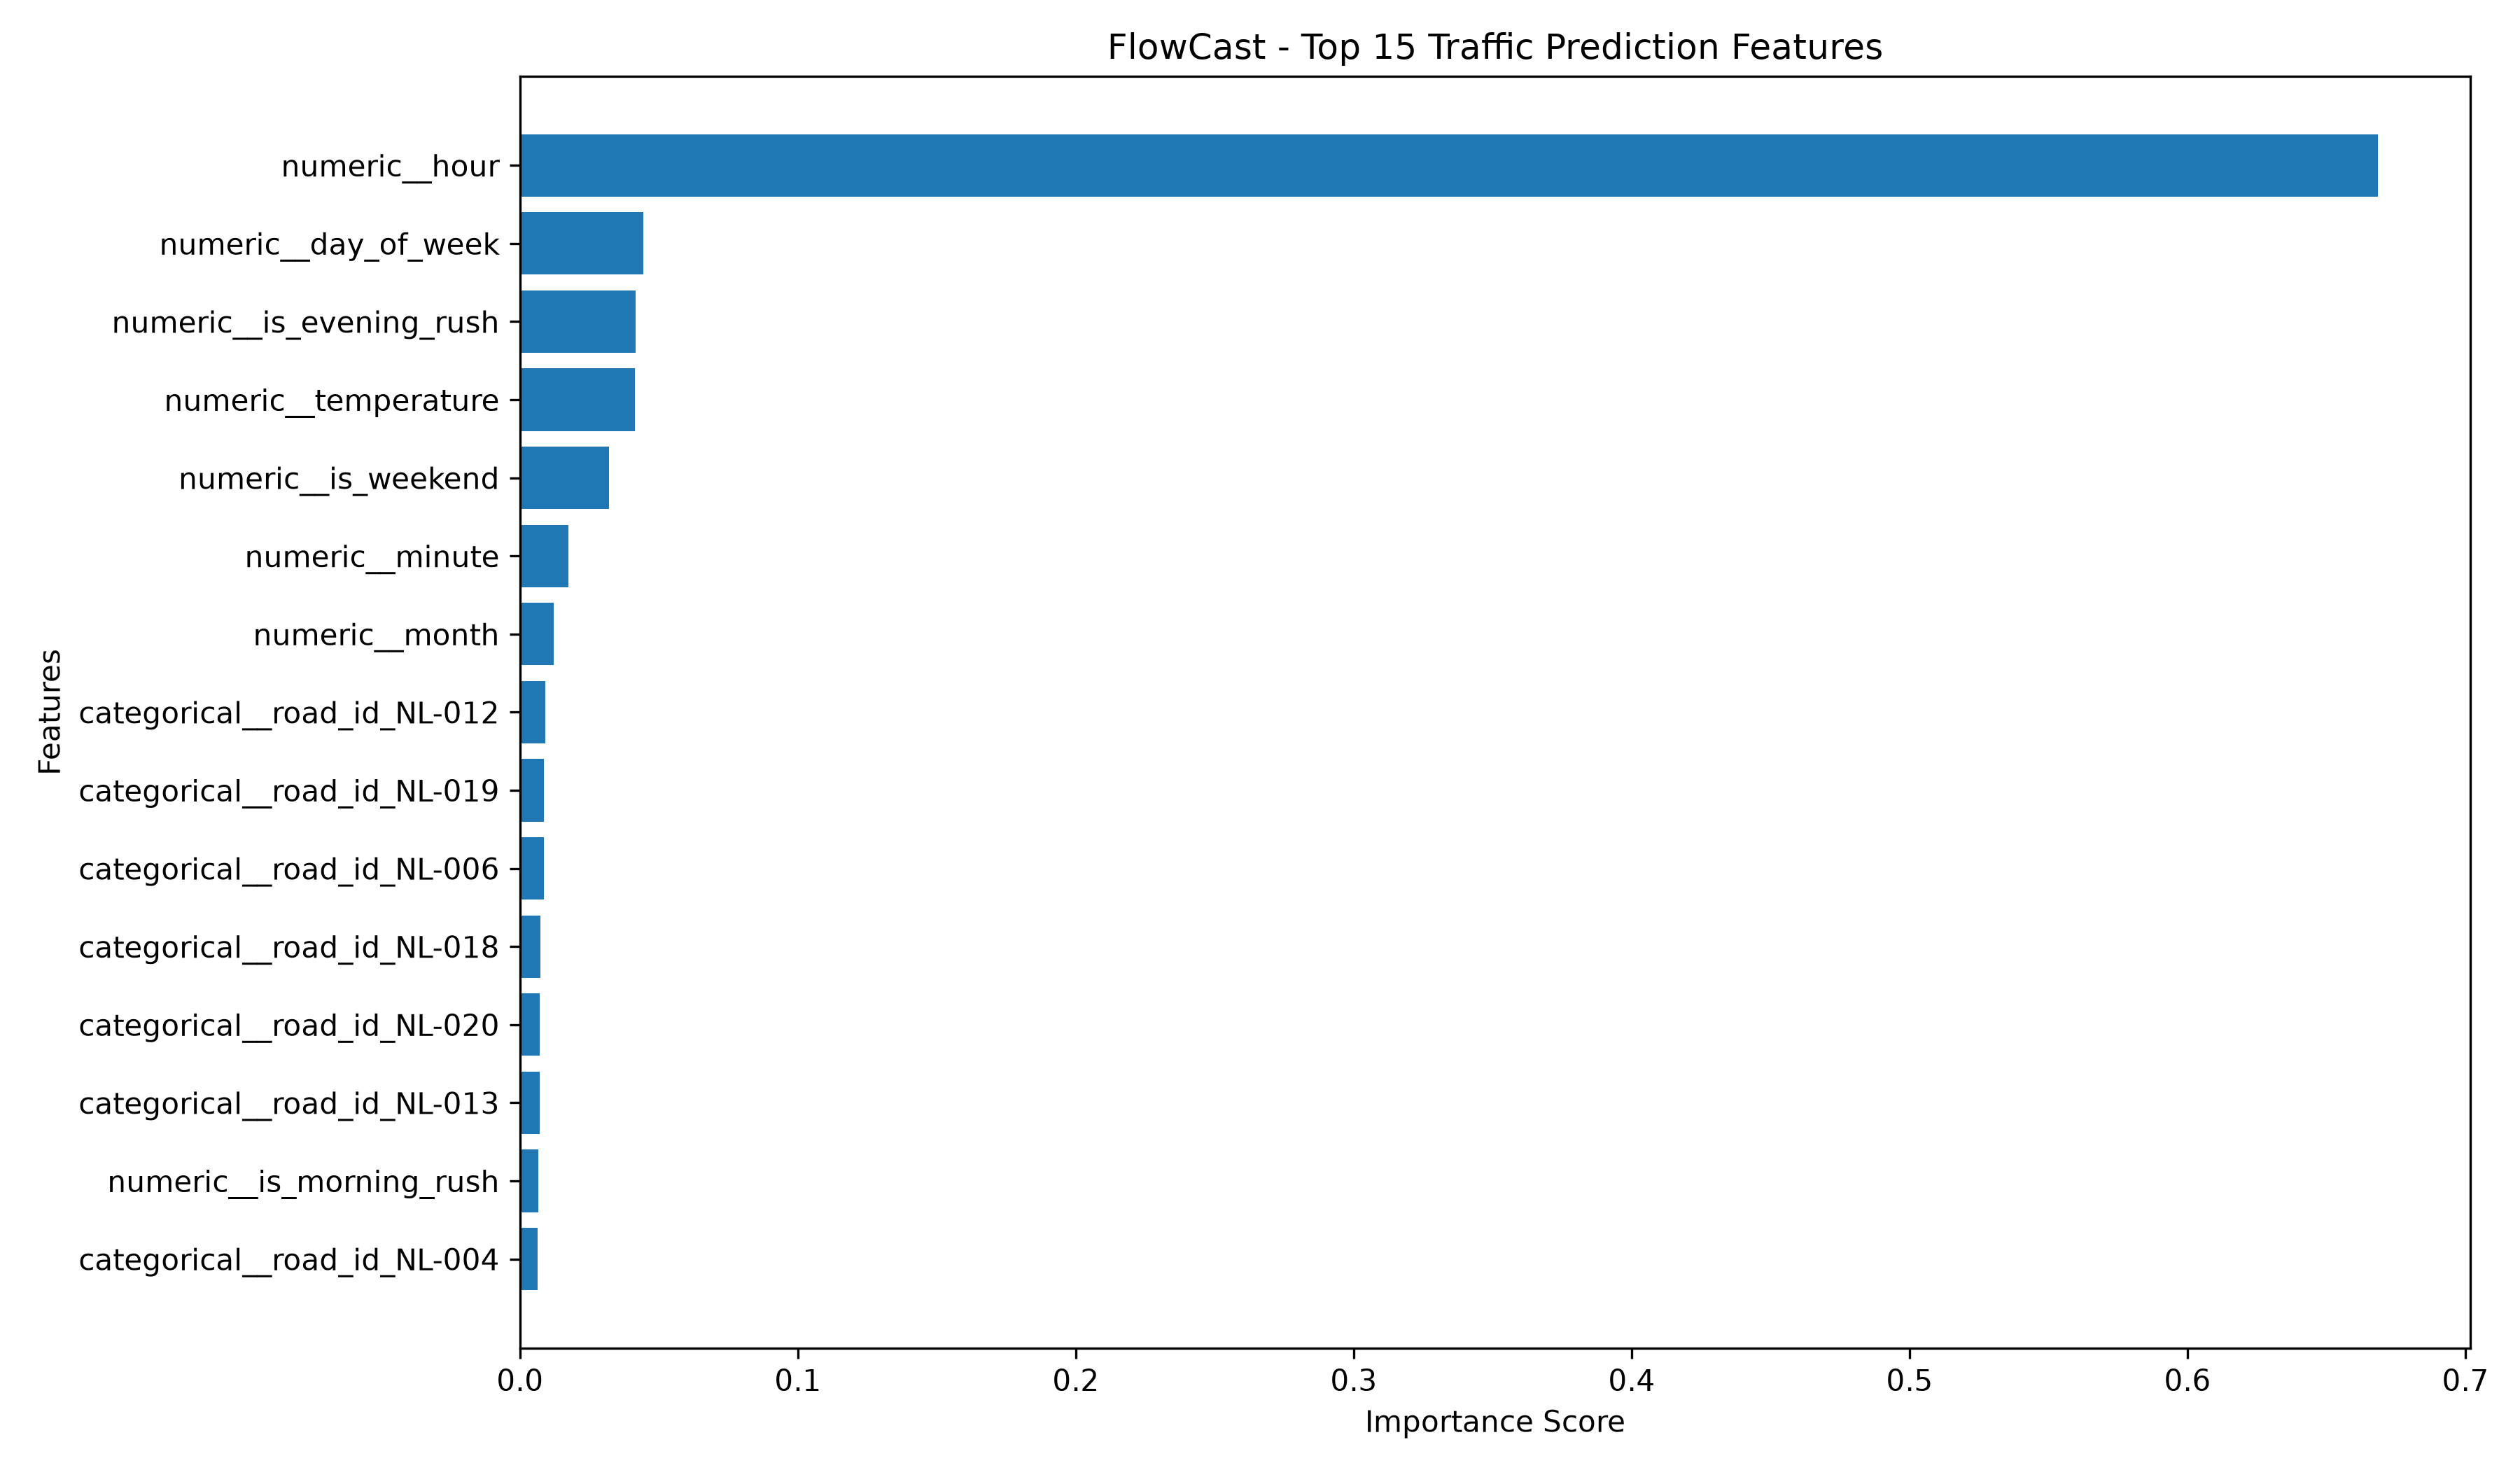 FlowCast - Top 15 Traffic Prediction Features
numeric__hour
numeric__day_of_week
numeric__is_evening_rush
numeric__temperature
numeric__is_weekend
numeric__minute
numeric__month
categorical__road_id_NL-012
categorical__road_id_NL-019
categorical__road_id_NL-006
categorical__road_id_NL-018
categorical__road_id_NL-020
categorical__road_id_NL-013
numeric__is_morning_rush
categorical__road_id_NL-004
Features
0.0 0.1 0.2 0.3 0.4 0.5 0.6 0.7
Importance Score